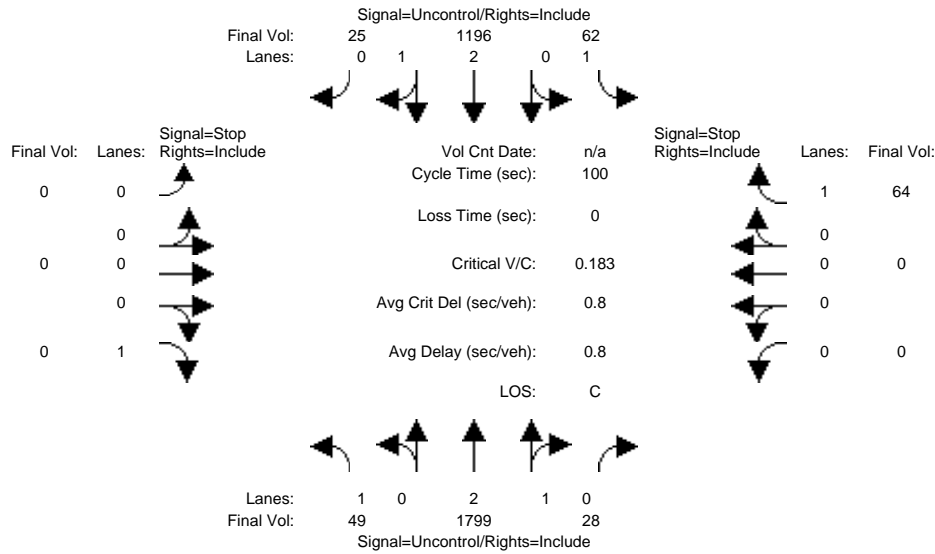 Signal=Uncontrol/Rights=Include
Final Vol: 25 1196 62
Lanes: 0 1 2 0 1
Signal=Stop
Final Vol: Lanes: Rights=Include
Vol Cnt Date: n/a
Signal=Stop
Rights=Include Lanes: Final Vol:
0 0
Cycle Time (sec): 100
1 64
0
Loss Time (sec): 0
0
0 0
Critical V/C: 0.183
0 0
0
Avg Crit Del (sec/veh): 0.8
0
0 1
Avg Delay (sec/veh): 0.8
0 0
LOS: C
Lanes: 1 0 2 1 0
Final Vol: 49 1799 28
Signal=Uncontrol/Rights=Include